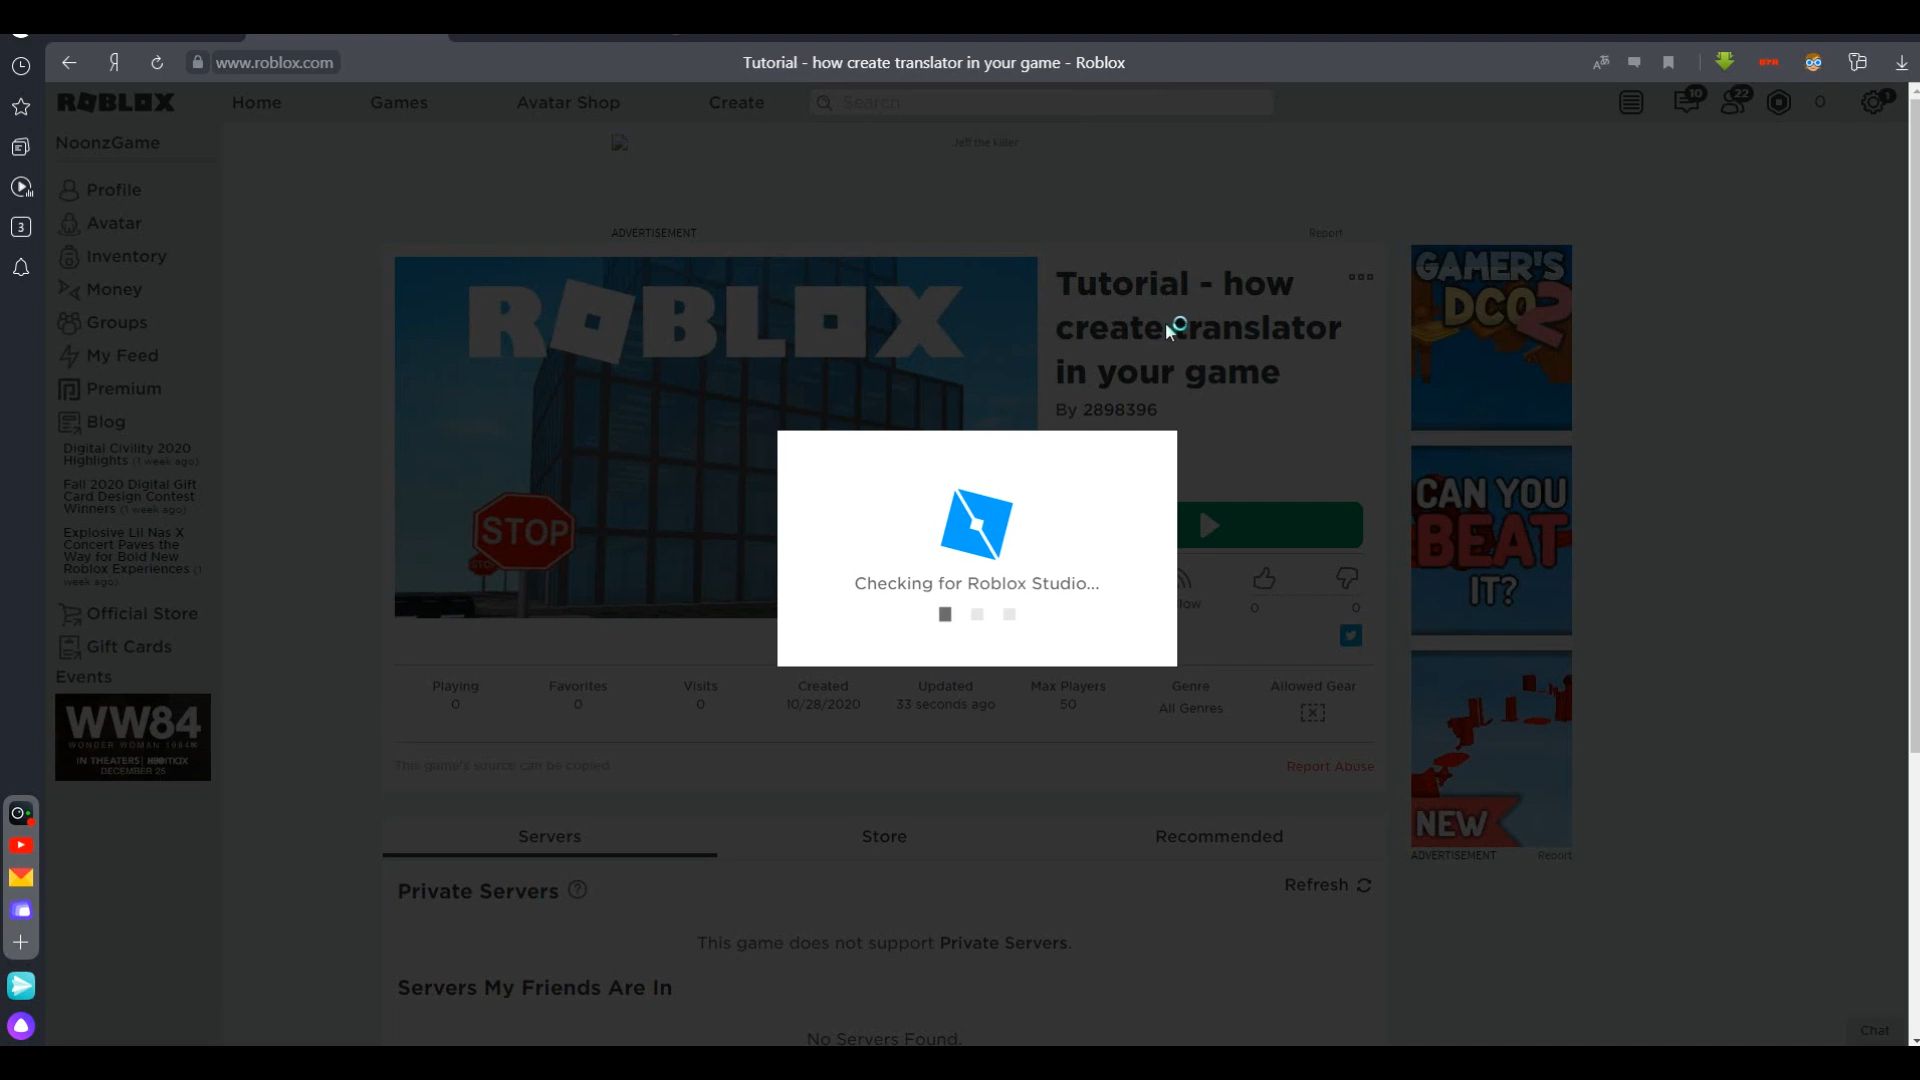 www.roblox.com
Tutorial - how create translator in your game - Roblox
ROBLOX
Home
Games
Avatar Shop
Create
Search
10
22
0
1
NoonzGame
Jeff the killer
Profile
Avatar
Inventory
Money
Groups
My Feed
Premium
Blog
Digital Civility 2020
Highlights (1 week ago)
Fall 2020 Digital Gift
Card Design Contest
Winners (1 week ago)
Explosive Lil Nas X
Concert Paves the
Way for Bold New
Roblox Experiences (1
week ago)
Official Store
Gift Cards
Events
WW84
WONDER WOMAN 1984
IN THEATERS | HBOMAX
DECEMBER 25
3
ADVERTISEMENT
Report
ROBLOX
STOP
Tutorial - how
create translator
in your game
By 2898396
Checking for Roblox Studio...
0
0
Playing
0
Favorites
0
Visits
0
Created
10/28/2020
Updated
33 seconds ago
Max Players
50
Genre
All Genres
Allowed Gear
This game's source can be copied
Report Abuse
Servers
Store
Recommended
Private Servers
Refresh
This game does not support Private Servers.
Servers My Friends Are In
No Servers Found.
GAMER'S
DCO
2
CAN YOU
BEAT
IT?
NEW
ADVERTISEMENT
Report
Chat